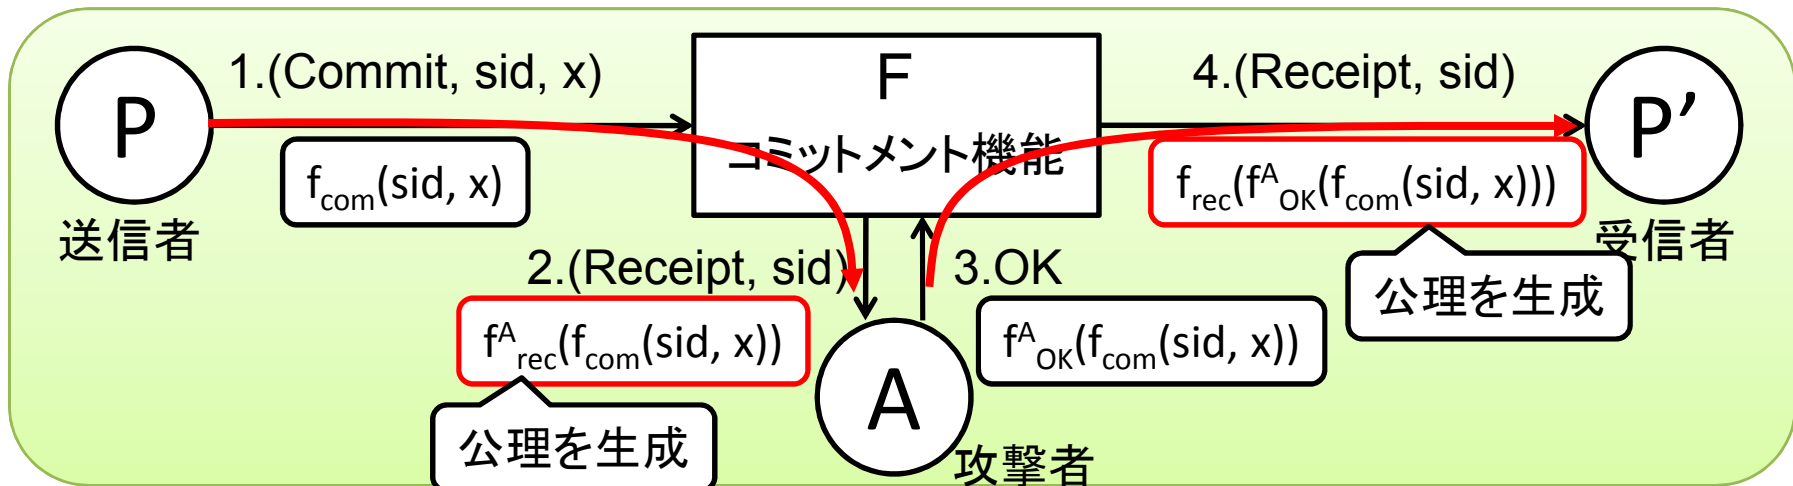 P
送信者
1.(Commit, sid, x)
f_com(sid, x)
F
コミットメント機能
4.(Receipt, sid)
P’
受信者
f_rec(f^A_OK(f_com(sid, x)))
公理を生成
2.(Receipt, sid)
f^A_rec(f_com(sid, x))
公理を生成
3.OK
f^A_OK(f_com(sid, x))
A
攻撃者